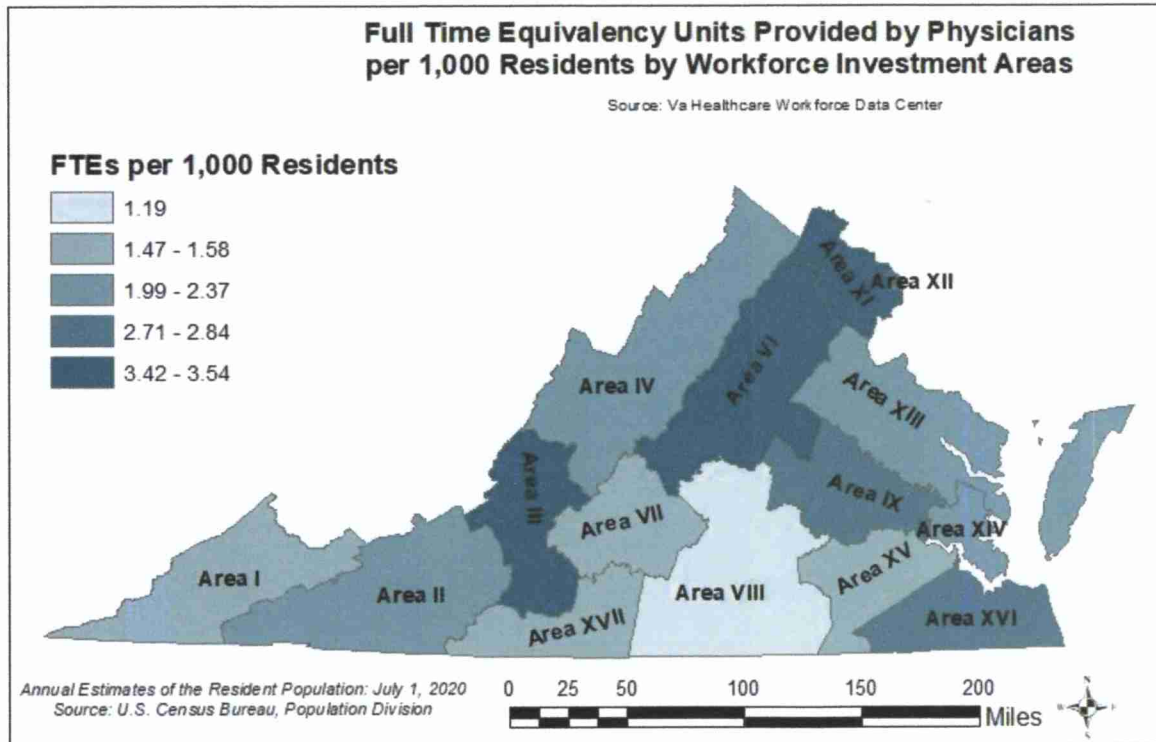 Full Time Equivalency Units Provided by Physicians
per 1,000 Residents by Workforce Investment Areas
Source: Va Healthcare Workforce Data Center
FTEs per 1,000 Residents
1.19
1.47 - 1.58
1.99 - 2.37
2.71 - 2.84
3.42 - 3.54
Area XI
Area XII
Area VI
Area IV
Area XIII
Area III
Area IX
Area VII
Area XIV
Area XV
Area I
Area II
Area VIII
Area XVI
Area XVII
Annual Estimates of the Resident Population: July 1, 2020
Source: U.S. Census Bureau, Population Division
0 25 50 100 150 200
Miles
N
S